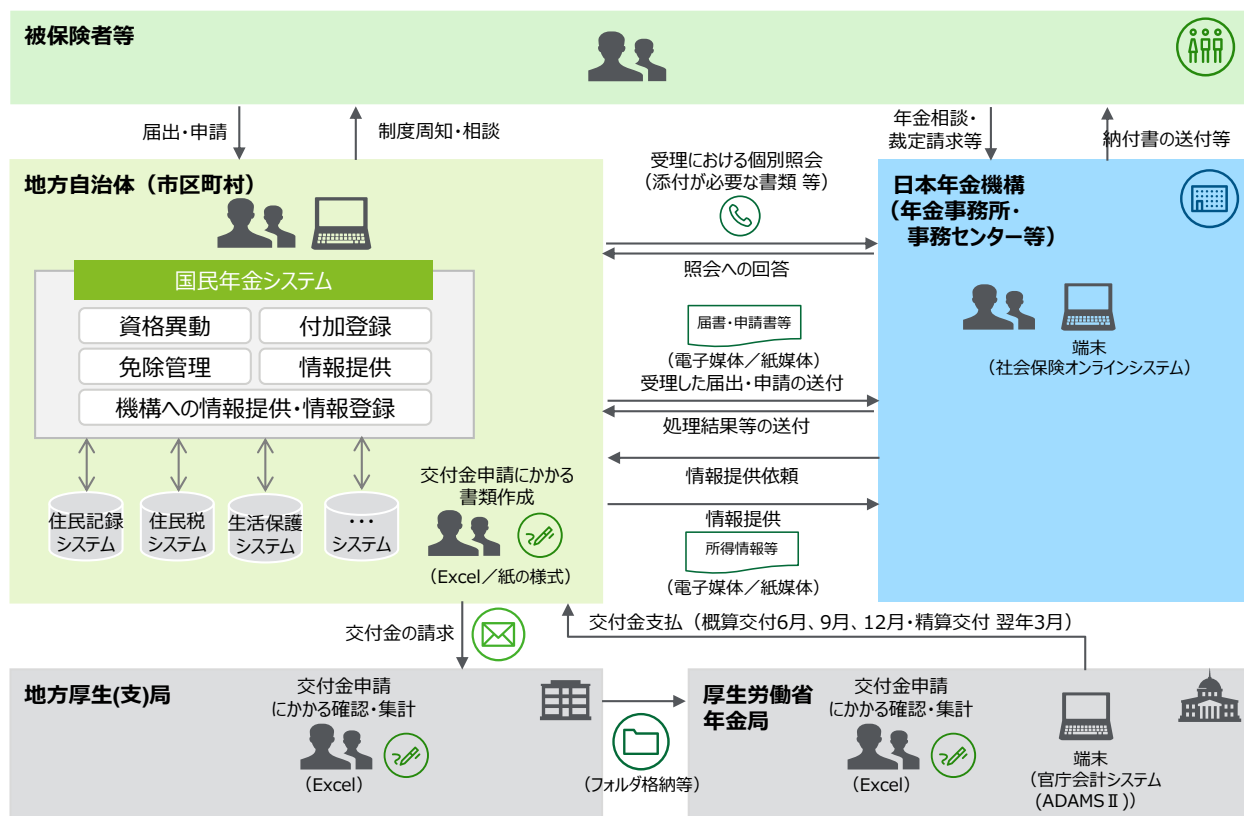 被保険者等
届出・申請
制度周知・相談
年金相談・
裁定請求等
納付書の送付等
地方自治体（市区町村）
国民年金システム
資格異動
付加登録
免除管理
情報提供
機構への情報提供・情報登録
住民記録
システム
住民税
システム
生活保護
システム
・・・
システム
交付金申請にかかる
書類作成
（Excel／紙の様式）
受理における個別照会
（添付が必要な書類 等）
照会への回答
届書・申請書等
（電子媒体／紙媒体）
受理した届出・申請の送付
処理結果等の送付
情報提供依頼
情報提供
所得情報等
（電子媒体／紙媒体）
日本年金機構
（年金事務所・
事務センター等）
端末
（社会保険オンラインシステム）
交付金の請求
交付金支払（概算交付6月、9月、12月・精算交付 翌年3月）
地方厚生(支)局
交付金申請
にかかる確認・集計
（Excel）
（フォルダ格納等）
厚生労働省
年金局
交付金申請
にかかる確認・集計
（Excel）
端末
（官庁会計システム
(ADAMSⅡ)）